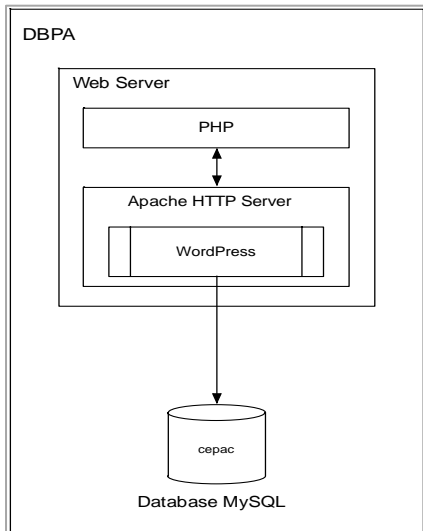 DBPA
Web Server
PHP
Apache HTTP Server
WordPress
cepac
Database MySQL